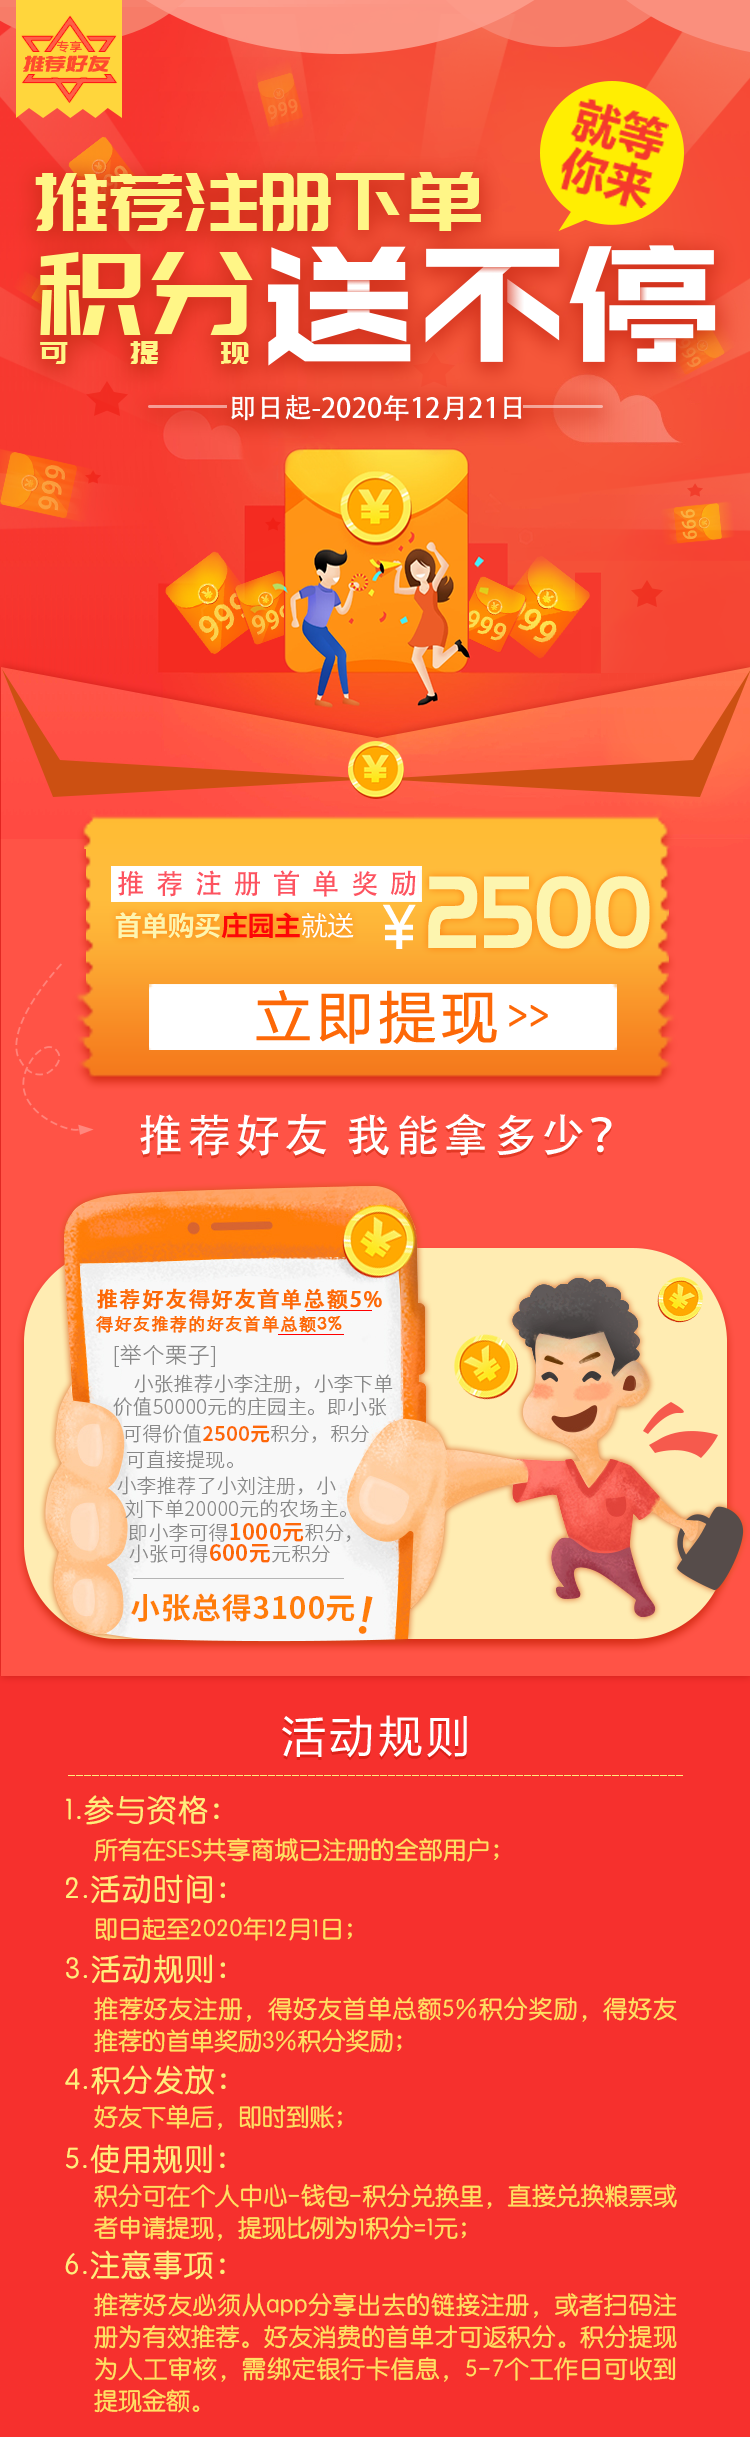 专享
推荐好友
就等
你来
推荐注册下单
积分送不停
可提现
即日起-2020年12月21日
999
999
999
999
999
999
999
99
¥
¥
推荐注册首单奖励
首单购买庄园主就送 ¥2500
立即提现>>
推荐好友 我能拿多少?
推荐好友得好友首单总额5%
得好友推荐的好友首单总额3%
[举个栗子]
小张推荐小李注册，小李下单
价值50000元的庄园主。即小张
可得价值2500元积分，积分
可直接提现。
小李推荐了小刘注册，小
刘下单20000元的农场主。
即小李可得1000元积分，
小张可得600元元积分
小张总得3100元!
活动规则
1.参与资格：
所有在SES共享商城已注册的全部用户；
2.活动时间：
即日起至2020年12月1日；
3.活动规则：
推荐好友注册，得好友首单总额5%积分奖励，得好友
推荐的首单奖励3%积分奖励；
4.积分发放：
好友下单后，即时到账；
5.使用规则：
积分可在个人中心-钱包-积分兑换里，直接兑换粮票或
者申请提现，提现比例为1积分=1元；
6.注意事项：
推荐好友必须从app分享出去的链接注册，或者扫码注
册为有效推荐。好友消费的首单才可返积分。积分提现
为人工审核，需绑定银行卡信息，5-7个工作日可收到
提现金额。